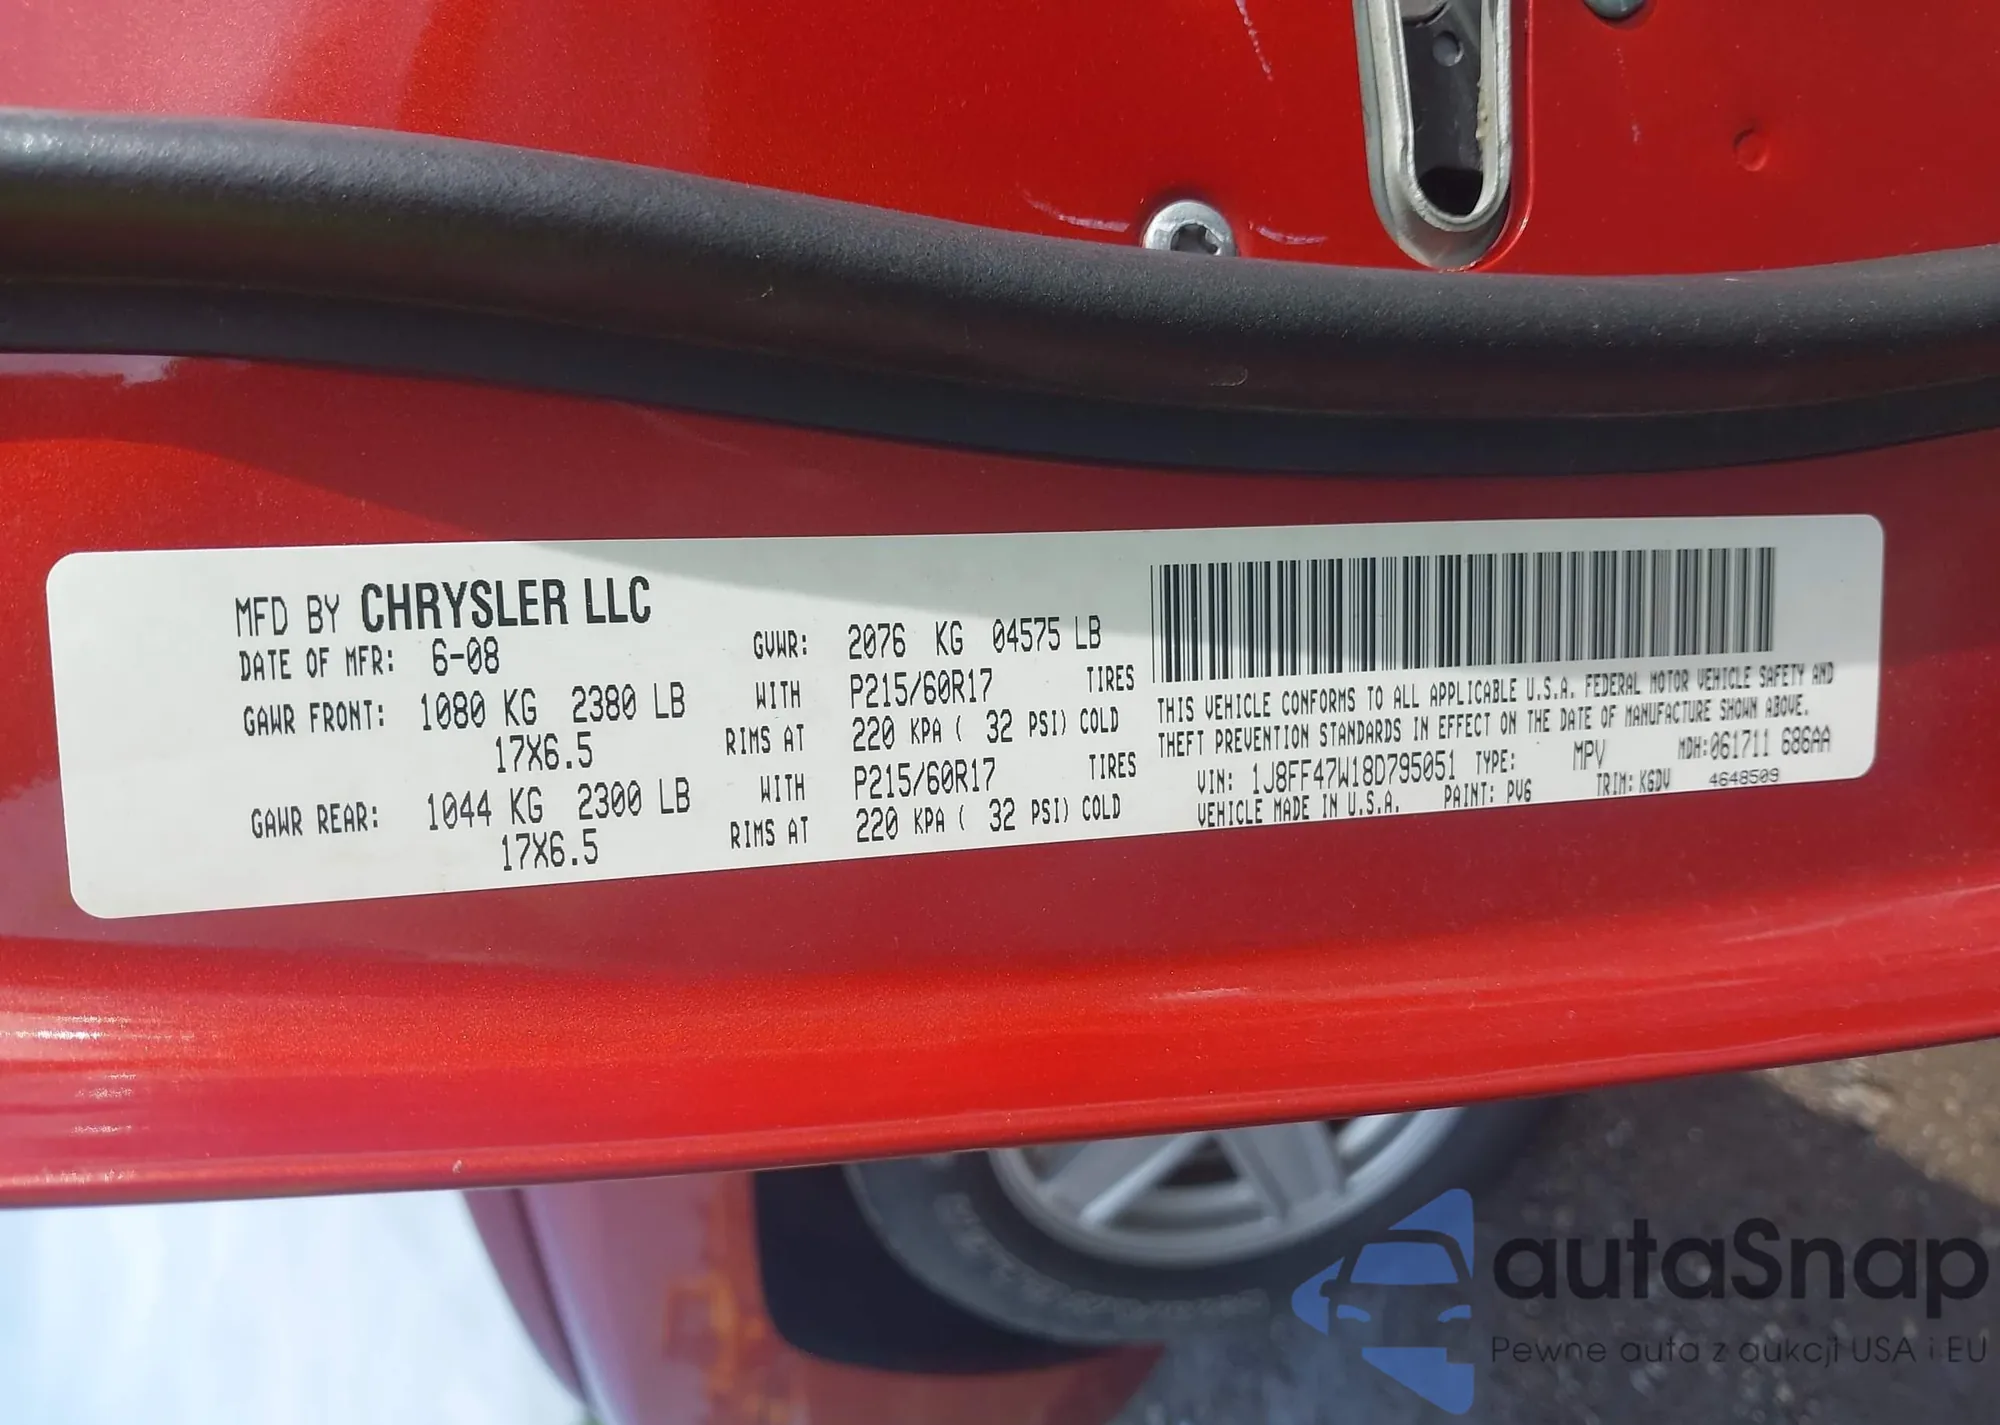 MFD BY CHRYSLER LLC
DATE OF MFR: 6-08
GAWR FRONT: 1080 KG 2380 LB
17X6.5
GAWR REAR: 1044 KG 2300 LB
17X6.5
GVWR: 2076 KG 04575 LB
WITH P215/60R17 TIRES
RIMS AT 220 KPA ( 32 PSI) COLD
WITH P215/60R17 TIRES
RIMS AT 220 KPA ( 32 PSI) COLD
THIS VEHICLE CONFORMS TO ALL APPLICABLE U.S.A. FEDERAL MOTOR VEHICLE SAFETY AND
THEFT PREVENTION STANDARDS IN EFFECT ON THE DATE OF MANUFACTURE SHOWN ABOVE.
VIN: 1J8FF47W18D795051 TYPE: MPV MDH:061711 686AA
VEHICLE MADE IN U.S.A. PAINT: PV6 TRIM: K6DV 4648509
autaSnap
Pewne auta z aukcji USA i EU